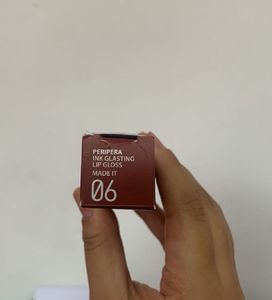 PERIPERA
INK GLASTING
LIP GLOSS
MADE IT
06